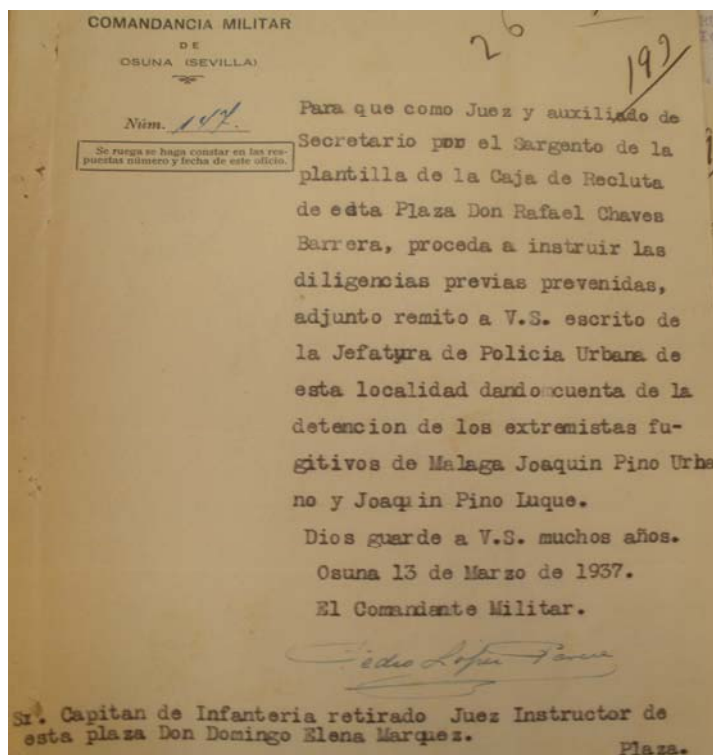 COMANDANCIA MILITAR
DE
OSUNA (SEVILLA)
26
192
Núm. 147.
Se ruega se haga constar en las res-
puestas número y fecha de este oficio.
Para que como Juez y auxiliado de
Secretario por el Sargento de la
plantilla de la Caja de Recluta
de edta Plaza Don Rafael Chaves
Barrera, proceda a instruir las
diligencias previas prevenidas,
adjunto remito a V.S. escrito de
la Jefatura de Policia Urbana de
esta localidad dando cuenta de la
detencion de los extremistas fu-
gitivos de Malaga Joaquin Pino Urba
no y Joaquin Pino Luque.
Dios guarde a V.S. muchos años.
Osuna 13 de Marzo de 1937.
El Comandante Militar.
Pedro López
Sr. Capitan de Infanteria retirado Juez Instructor de
esta plaza Don Domingo Elena Marquez.
Plaza.